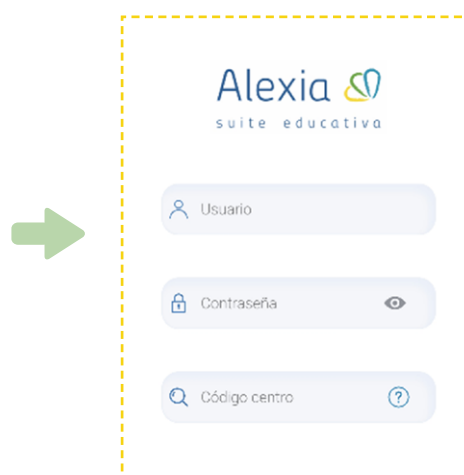 Alexia
suite educativa
Usuario
Contraseña
Código centro
?